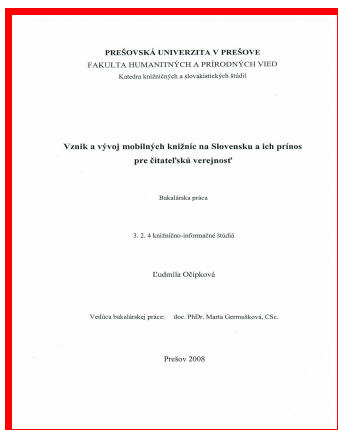 PREŠOVSKÁ UNIVERZITA V PREŠOVE
FAKULTA HUMANITNÝCH A PRÍRODNÝCH VIED
Katedra knižničných a slovakistických štúdií
Vznik a vývoj mobilných knižníc na Slovensku a ich prínos
pre čitateľskú verejnosť
Bakalárska práca
3. 2. 4 knižnično-informačné štúdiá
Ľudmila Očipková
Vedúca bakalárskej práce: doc. PhDr. Marta Germušková, CSc.
Prešov 2008